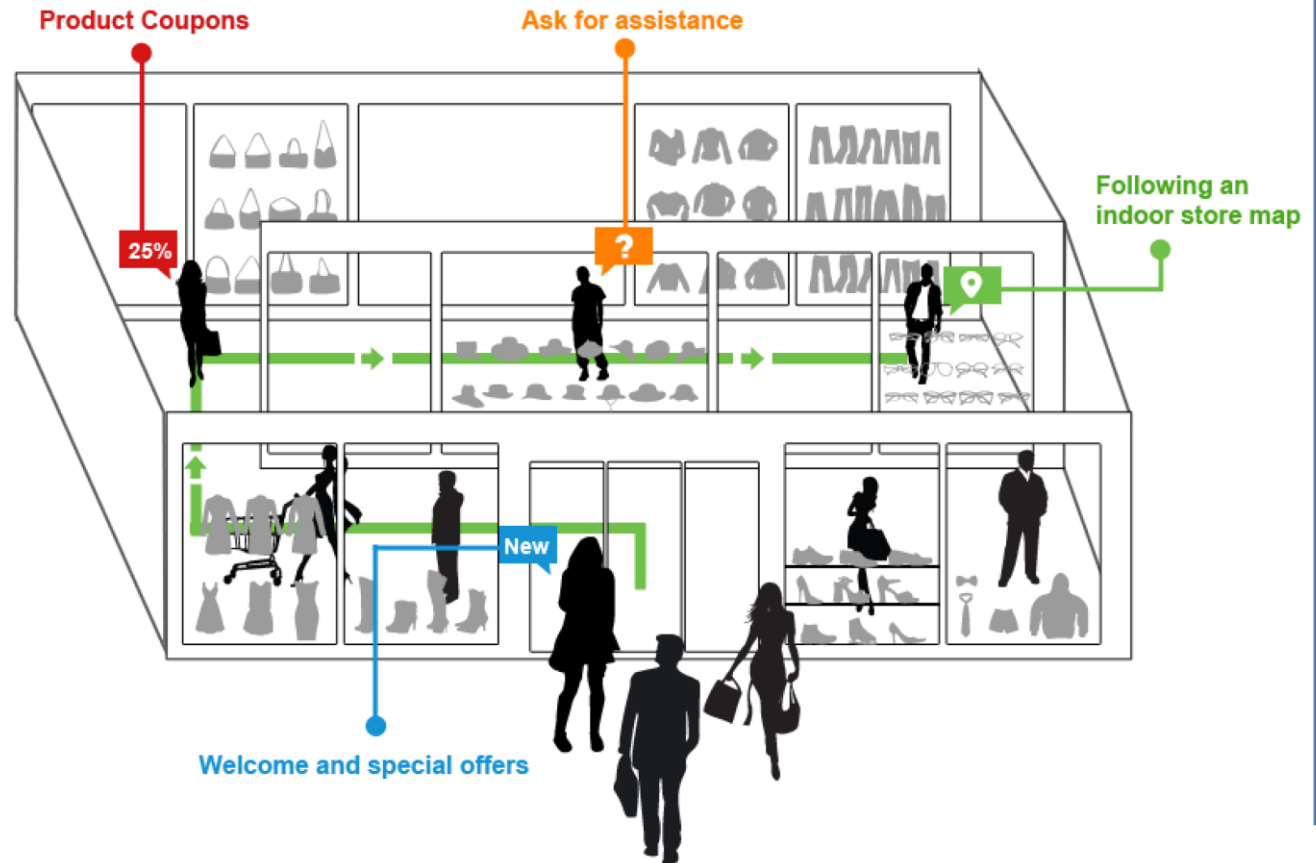 Product Coupons
Ask for assistance
Following an
indoor store map
25%
?
New
Welcome and special offers